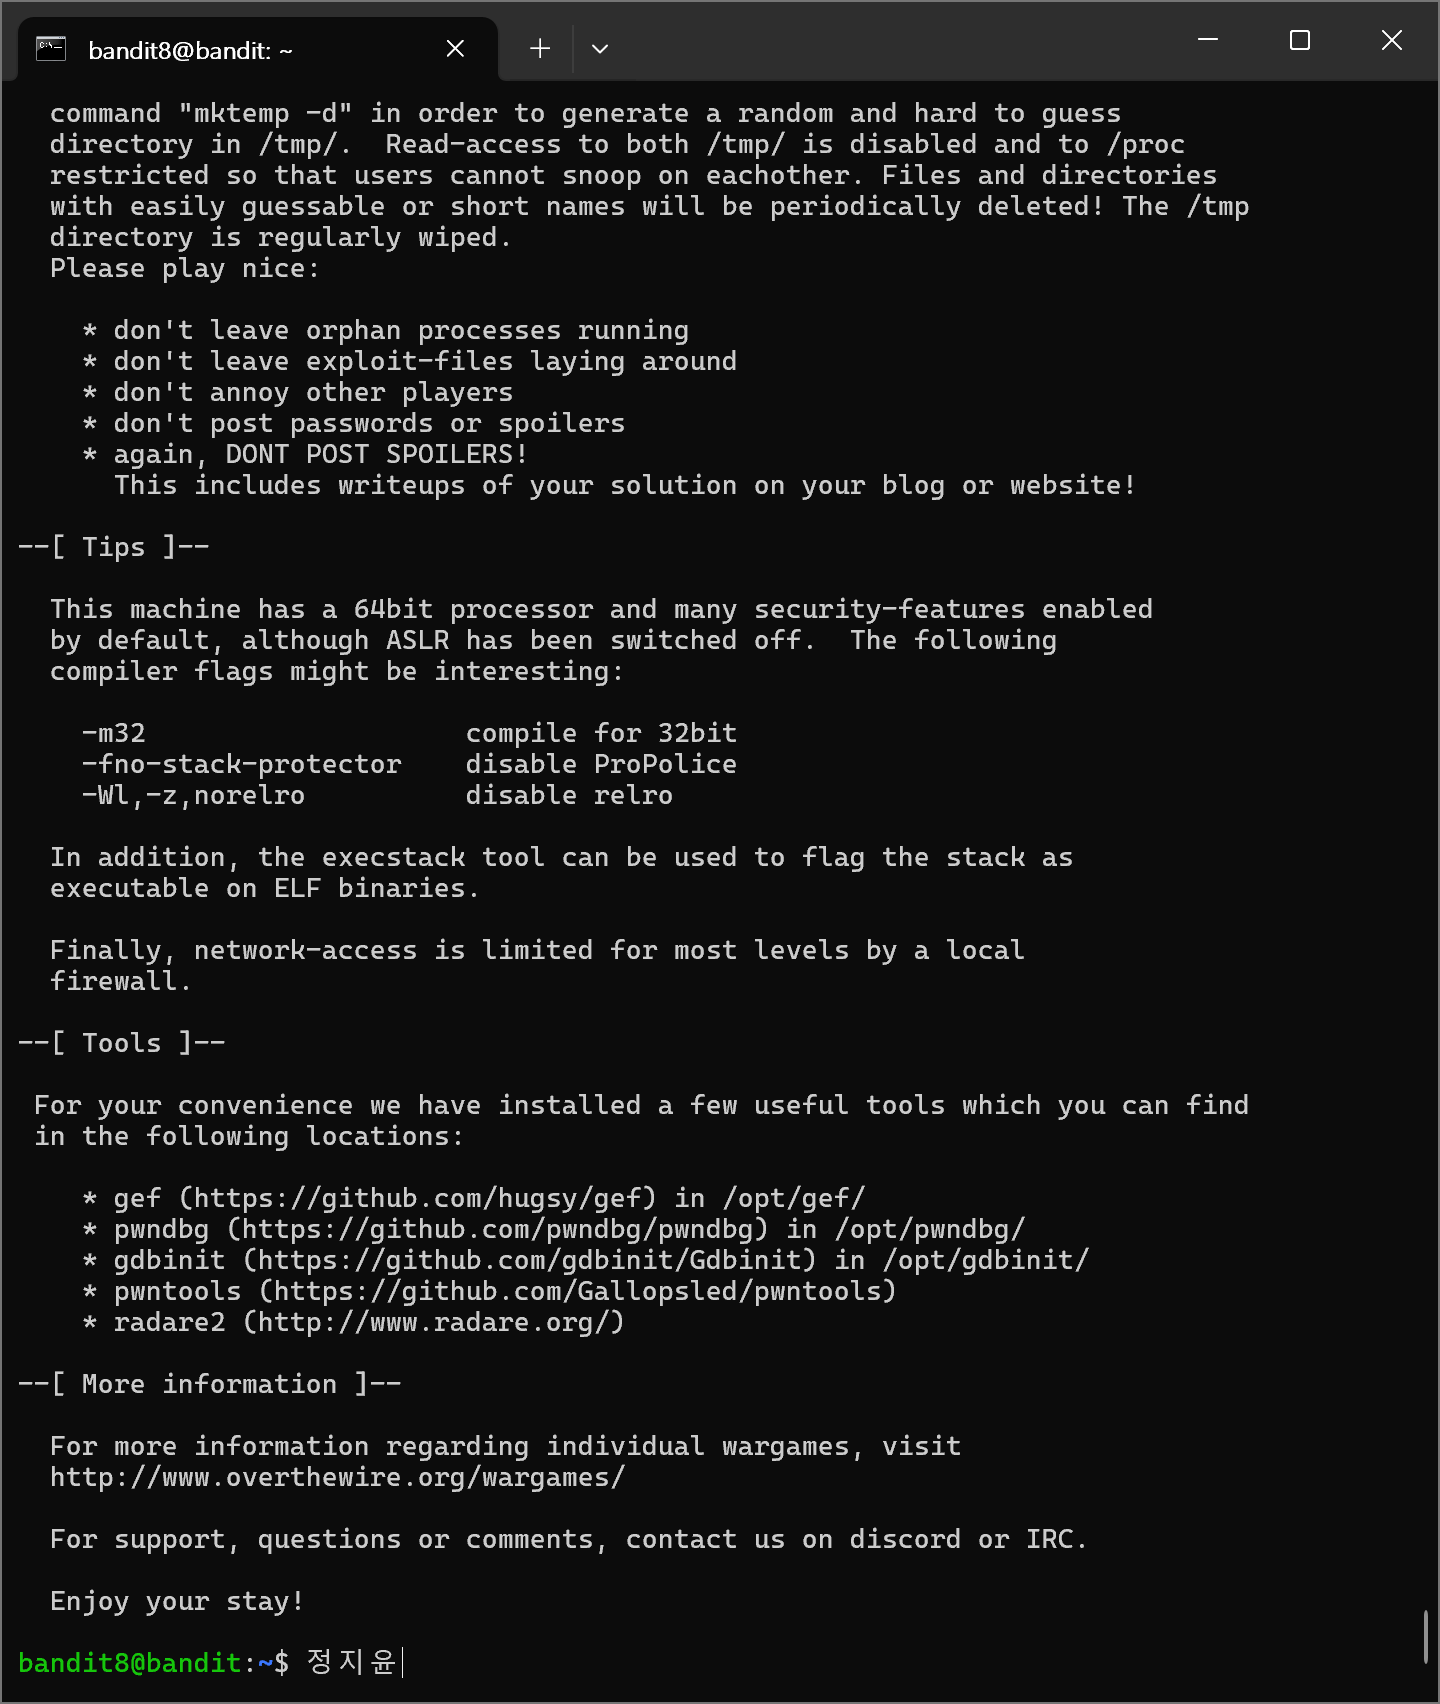 bandit8@bandit: ~
command "mktemp -d" in order to generate a random and hard to guess
directory in /tmp/.  Read-access to both /tmp/ is disabled and to /proc
restricted so that users cannot snoop on eachother. Files and directories
with easily guessable or short names will be periodically deleted! The /tmp
directory is regularly wiped.
Please play nice:
* don't leave orphan processes running
* don't leave exploit-files laying around
* don't annoy other players
* don't post passwords or spoilers
* again, DONT POST SPOILERS!
This includes writeups of your solution on your blog or website!
--[ Tips ]--
This machine has a 64bit processor and many security-features enabled
by default, although ASLR has been switched off.  The following
compiler flags might be interesting:
-m32                    compile for 32bit
-fno-stack-protector    disable ProPolice
-Wl,-z,norelro          disable relro
In addition, the execstack tool can be used to flag the stack as
executable on ELF binaries.
Finally, network-access is limited for most levels by a local
firewall.
--[ Tools ]--
For your convenience we have installed a few useful tools which you can find
in the following locations:
* gef (https://github.com/hugsy/gef) in /opt/gef/
* pwndbg (https://github.com/pwndbg/pwndbg) in /opt/pwndbg/
* gdbinit (https://github.com/gdbinit/Gdbinit) in /opt/gdbinit/
* pwntools (https://github.com/Gallopsled/pwntools)
* radare2 (http://www.radare.org/)
--[ More information ]--
For more information regarding individual wargames, visit
http://www.overthewire.org/wargames/
For support, questions or comments, contact us on discord or IRC.
Enjoy your stay!
bandit8@bandit:~$ 정지윤